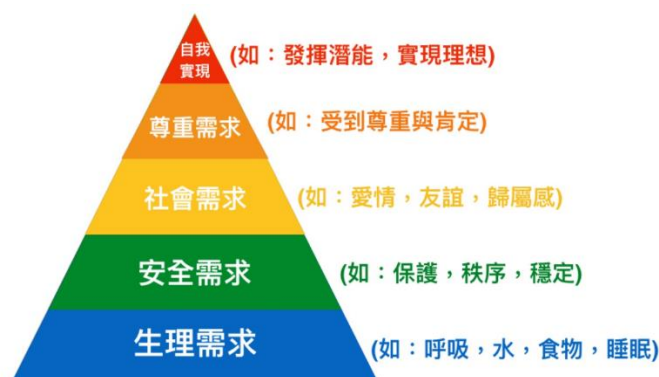 自我
實現
(如：發揮潛能，實現理想)
尊重需求
(如：受到尊重與肯定)
社會需求
(如：愛情，友誼，歸屬感)
安全需求
(如：保護，秩序，穩定)
生理需求
(如：呼吸，水，食物，睡眠)